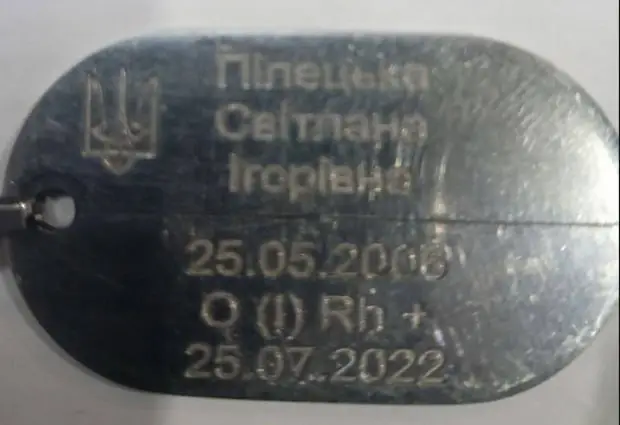 Пілецька
Світлана
Ігорівна
25.05.2006
O (I) Rh +
25.07.2022